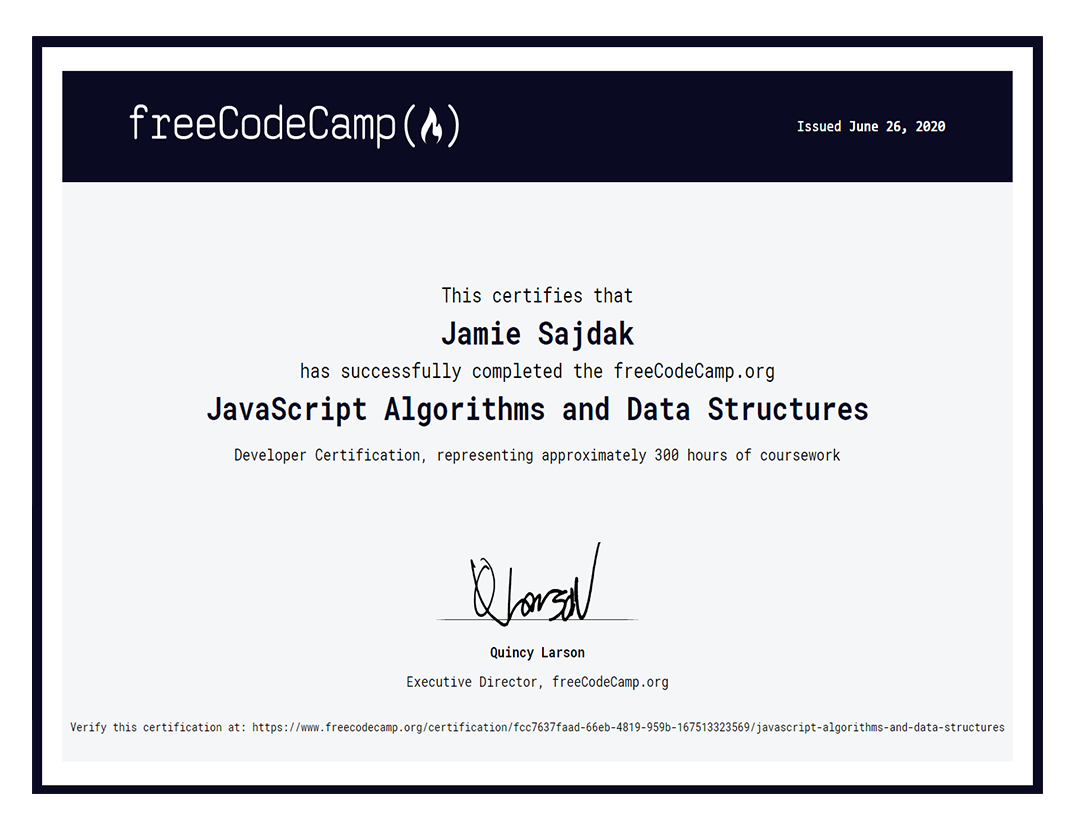 freeCodeCamp
Issued June 26, 2020
This certifies that
Jamie Sajdak
has successfully completed the freeCodeCamp.org
JavaScript Algorithms and Data Structures
Developer Certification, representing approximately 300 hours of coursework
Q Larson
Quincy Larson
Executive Director, freeCodeCamp.org
Verify this certification at: https://www.freecodecamp.org/certification/fcc7637faad-66eb-4819-959b-167513323569/javascript-algorithms-and-data-structures